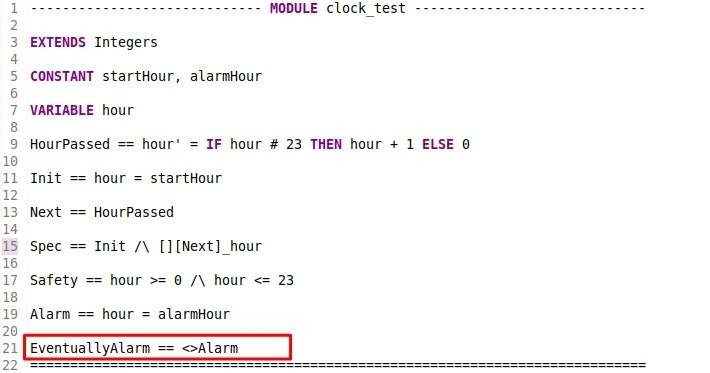 1 ---------------------------- MODULE clock_test ----------------------------
2
3 EXTENDS Integers
4
5 CONSTANT startHour, alarmHour
6
7 VARIABLE hour
8
9 HourPassed == hour' = IF hour # 23 THEN hour + 1 ELSE 0
10
11 Init == hour = startHour
12
13 Next == HourPassed
14
15 Spec == Init /\ [][Next]_hour
16
17 Safety == hour >= 0 /\ hour <= 23
18
19 Alarm == hour = alarmHour
20
21 EventuallyAlarm == <>Alarm
22 =============================================================================